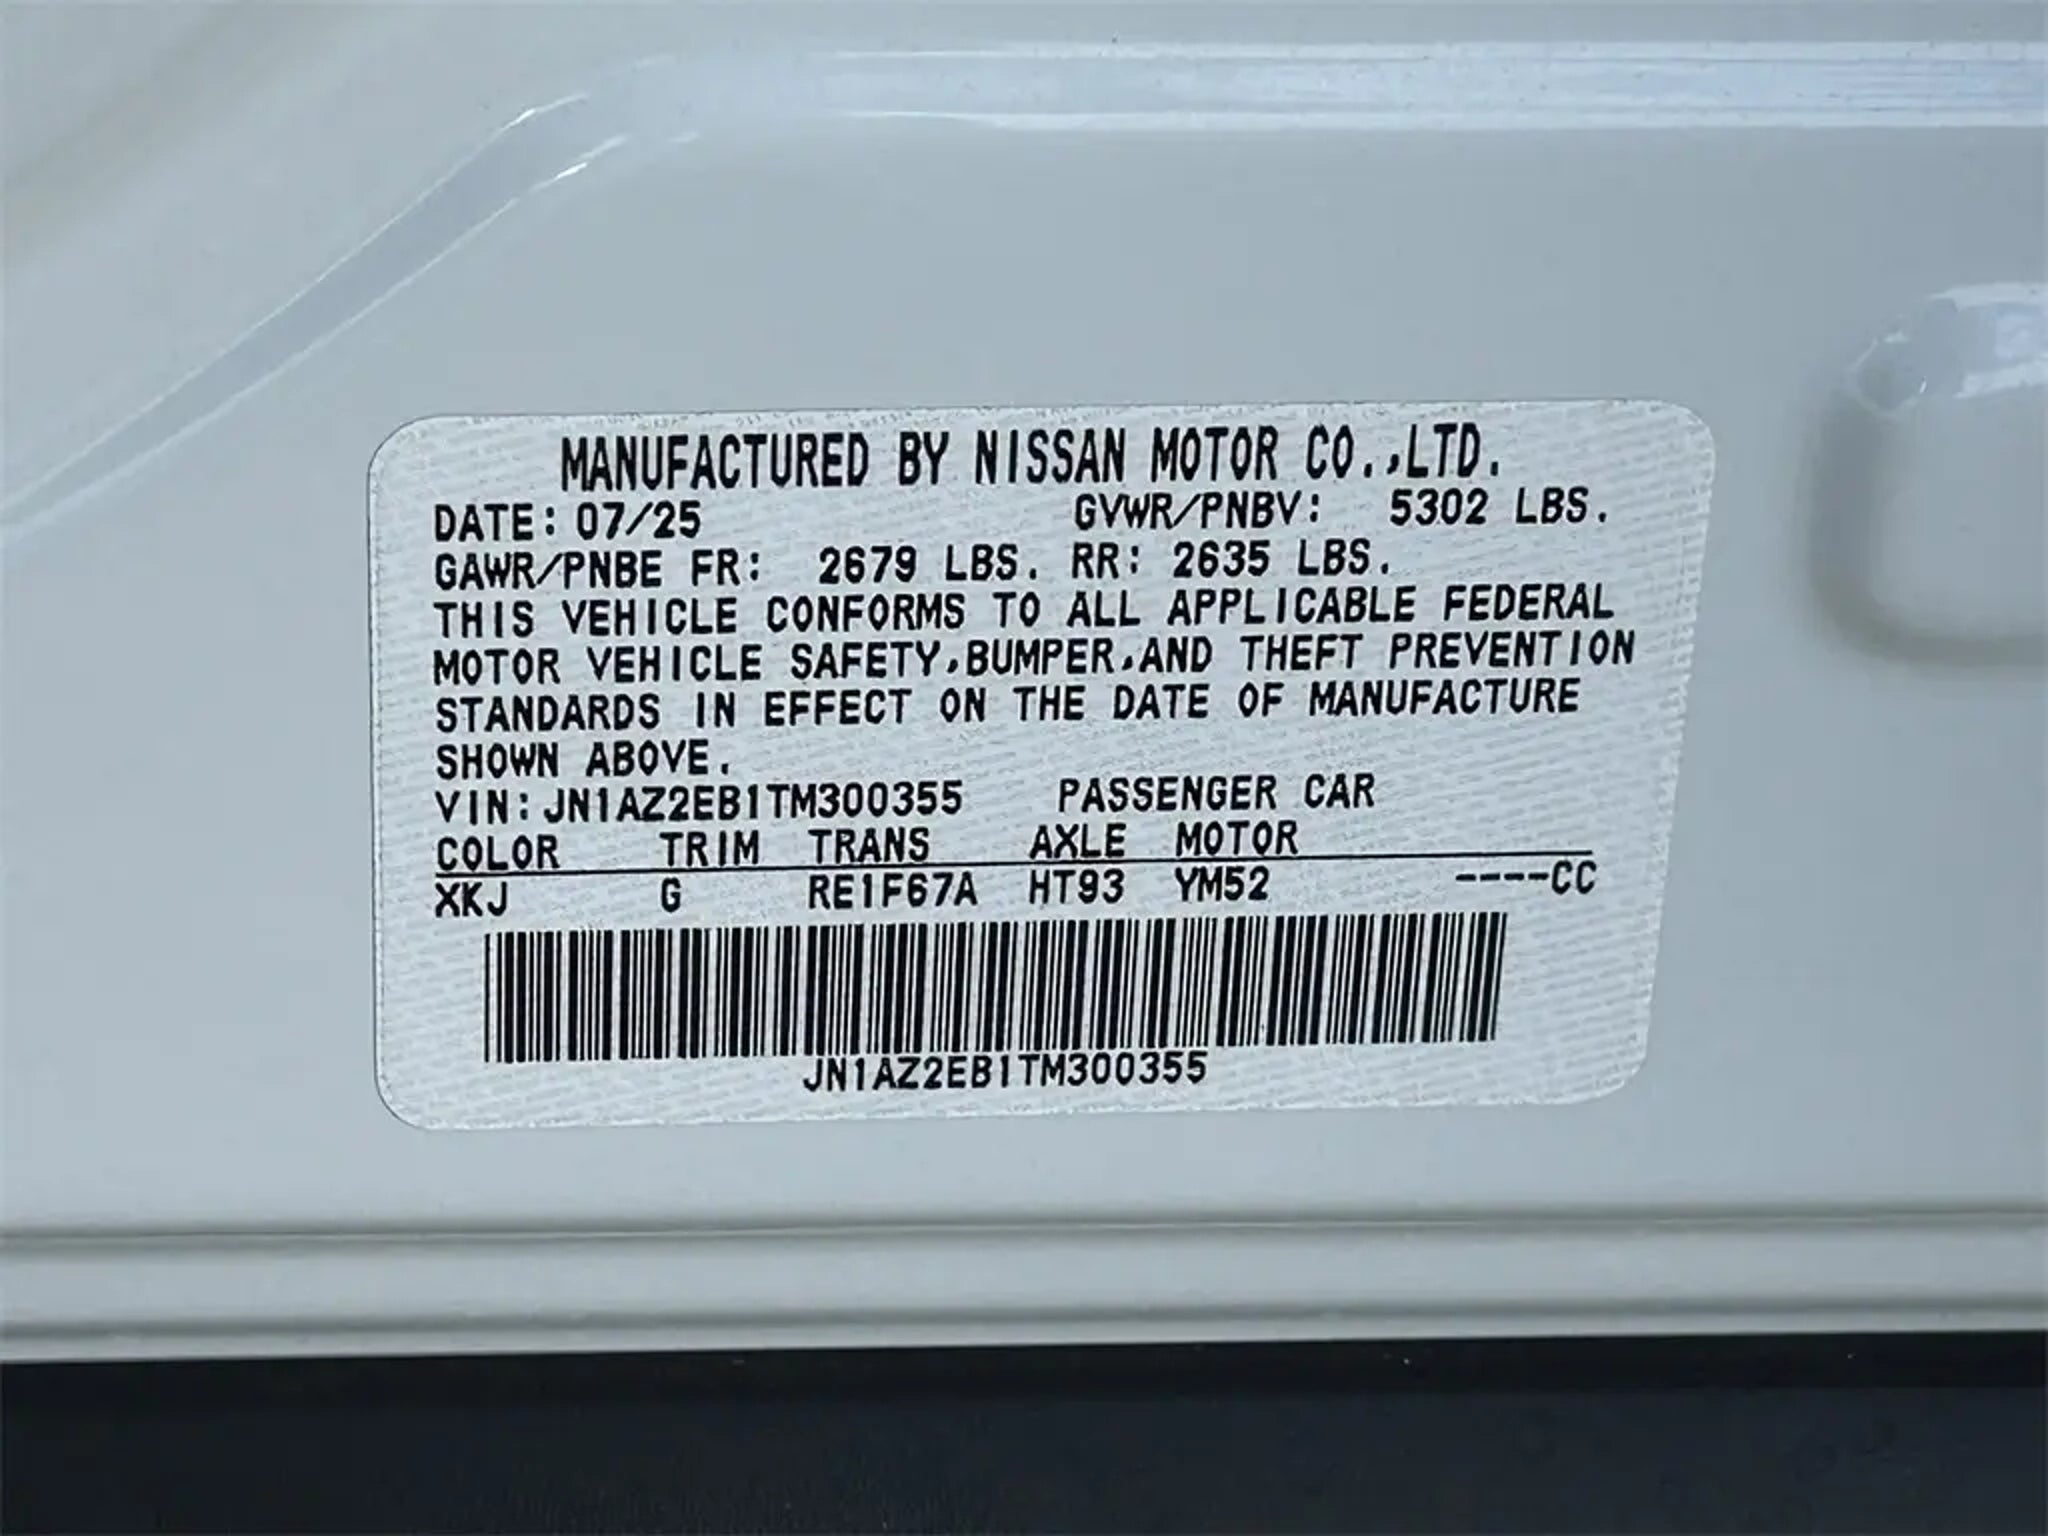 MANUFACTURED BY NISSAN MOTOR CO.,LTD.
DATE: 07/25 GVWR/PNBV: 5302 LBS.
GAWR/PNBE FR: 2679 LBS. RR: 2635 LBS.
THIS VEHICLE CONFORMS TO ALL APPLICABLE FEDERAL
MOTOR VEHICLE SAFETY,BUMPER,AND THEFT PREVENTION
STANDARDS IN EFFECT ON THE DATE OF MANUFACTURE
SHOWN ABOVE.
VIN: JN1AZ2EB1TM300355 PASSENGER CAR
COLOR TRIM TRANS AXLE MOTOR
XKJ G RE1F67A HT93 YM52 ----CC
JN1AZ2EB1TM300355